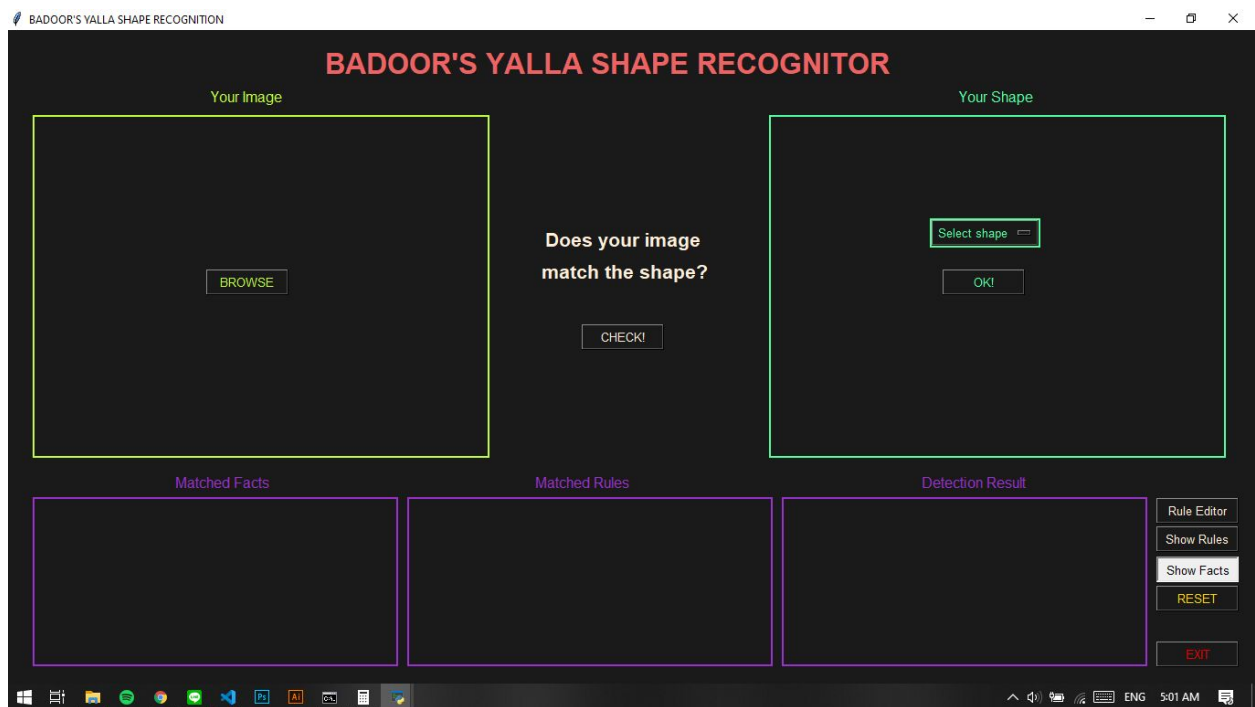 BADOOR'S YALLA SHAPE RECOGNITION
BADOOR'S YALLA SHAPE RECOGNITOR
Your Image
Your Shape
Does your image
match the shape?
Select shape
BROWSE
OK!
CHECK!
Matched Facts
Matched Rules
Detection Result
Rule Editor
Show Rules
Show Facts
RESET
EXIT
Ps
Ai
ENG
5:01 AM